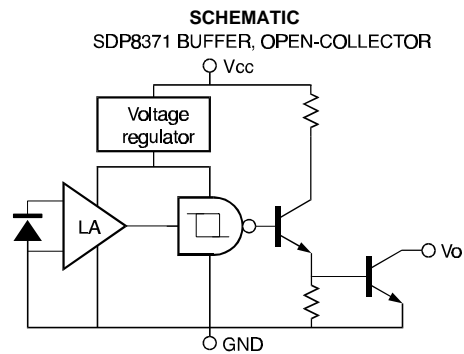 SCHEMATIC
SDP8371 BUFFER, OPEN-COLLECTOR
Vcc
Voltage
regulator
LA
Vo
GND